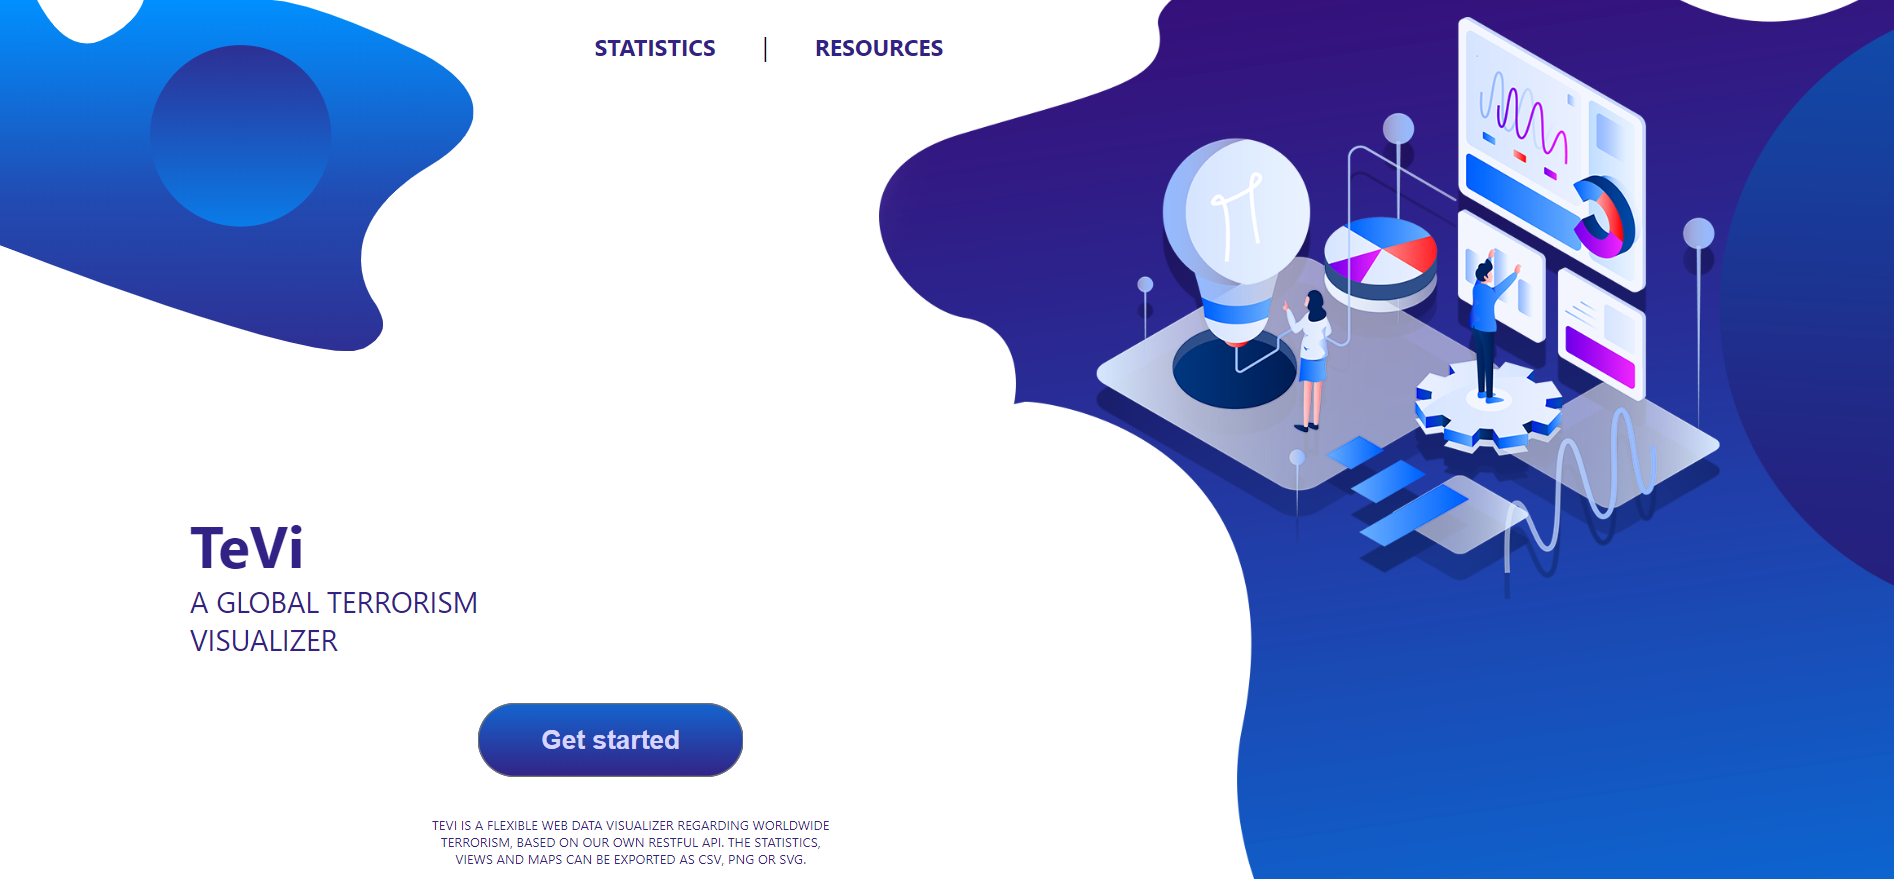 STATISTICS | RESOURCES
TeVi
A GLOBAL TERRORISM
VISUALIZER
Get started
TEVI IS A FLEXIBLE WEB DATA VISUALIZER REGARDING WORLDWIDE
TERRORISM, BASED ON OUR OWN RESTFUL API. THE STATISTICS,
VIEWS AND MAPS CAN BE EXPORTED AS CSV, PNG OR SVG.